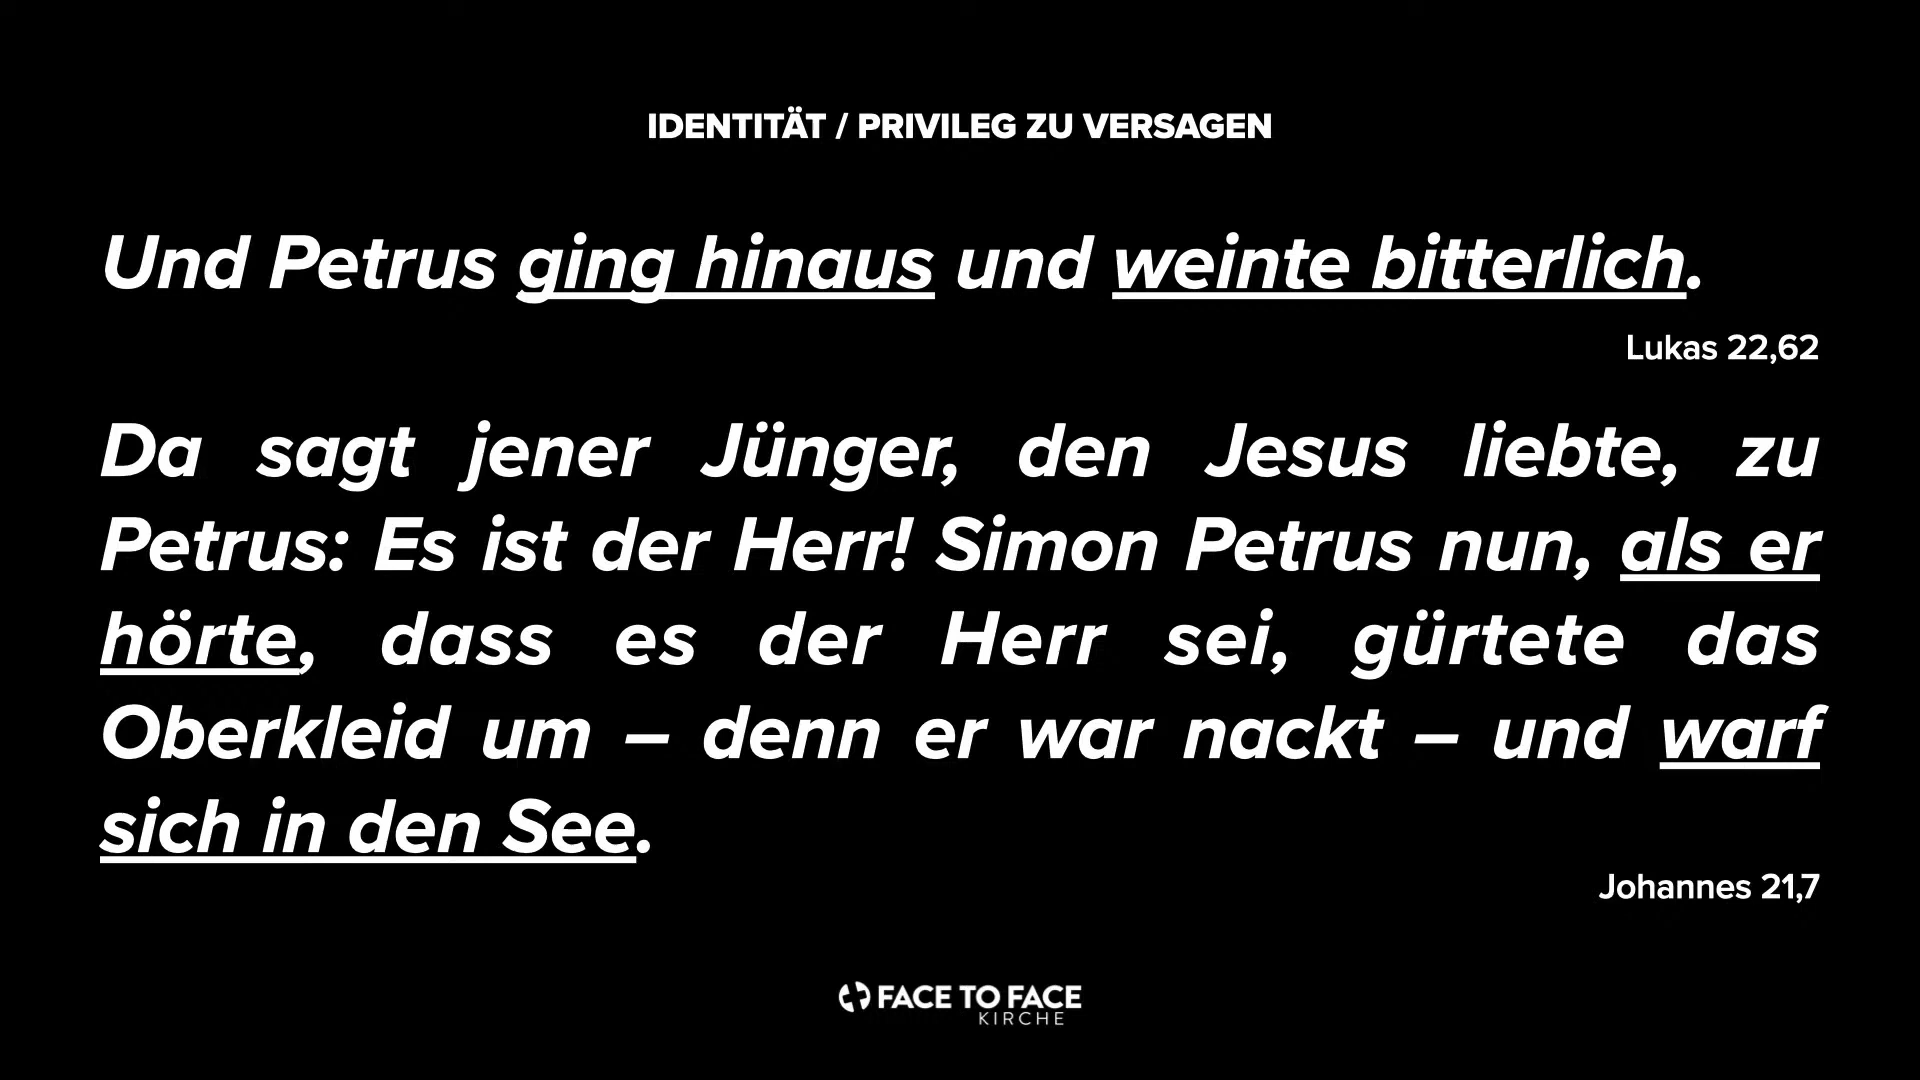 IDENTITÄT / PRIVILEG ZU VERSAGEN
Und Petrus ging hinaus und weinte bitterlich.
Lukas 22,62
Da sagt jener Jünger, den Jesus liebte, zu
Petrus: Es ist der Herr! Simon Petrus nun, als er
hörte, dass es der Herr sei, gürtete das
Oberkleid um – denn er war nackt – und warf
sich in den See.
Johannes 21,7
FACE TO FACE
KIRCHE